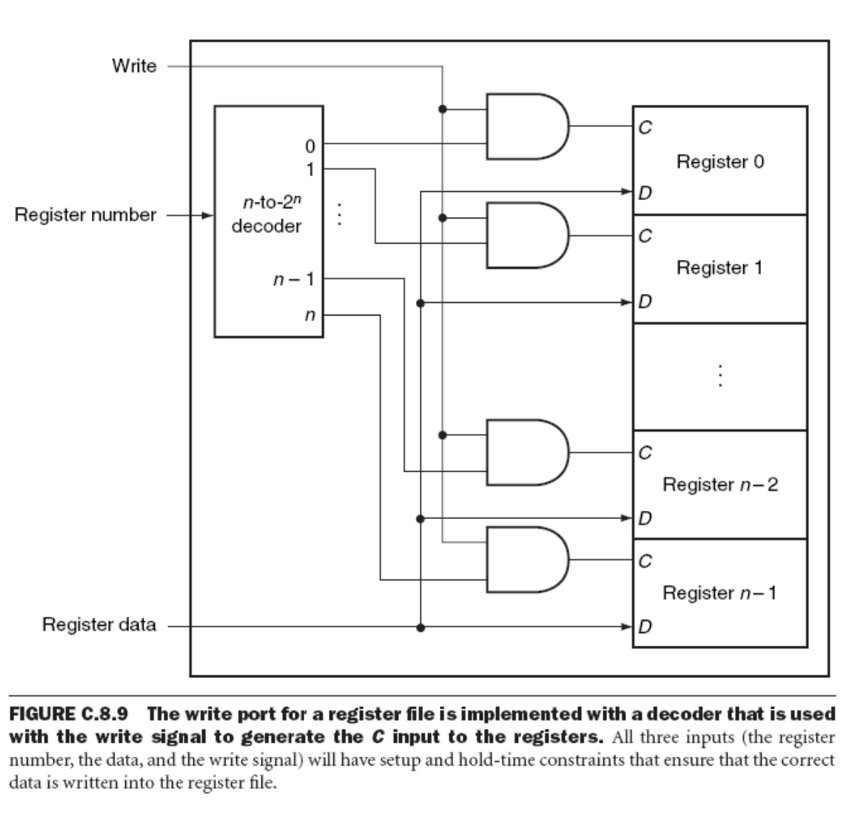 Write
0
C
Register 0
1
D
n-to-2ⁿ
decoder
Register number
C
Register 1
n – 1
D
n
⋮
C
Register n – 2
D
C
Register n – 1
Register data
D
FIGURE C.8.9 The write port for a register file is implemented with a decoder that is used
with the write signal to generate the C input to the registers. All three inputs (the register
number, the data, and the write signal) will have setup and hold-time constraints that ensure that the correct
data is written into the register file.